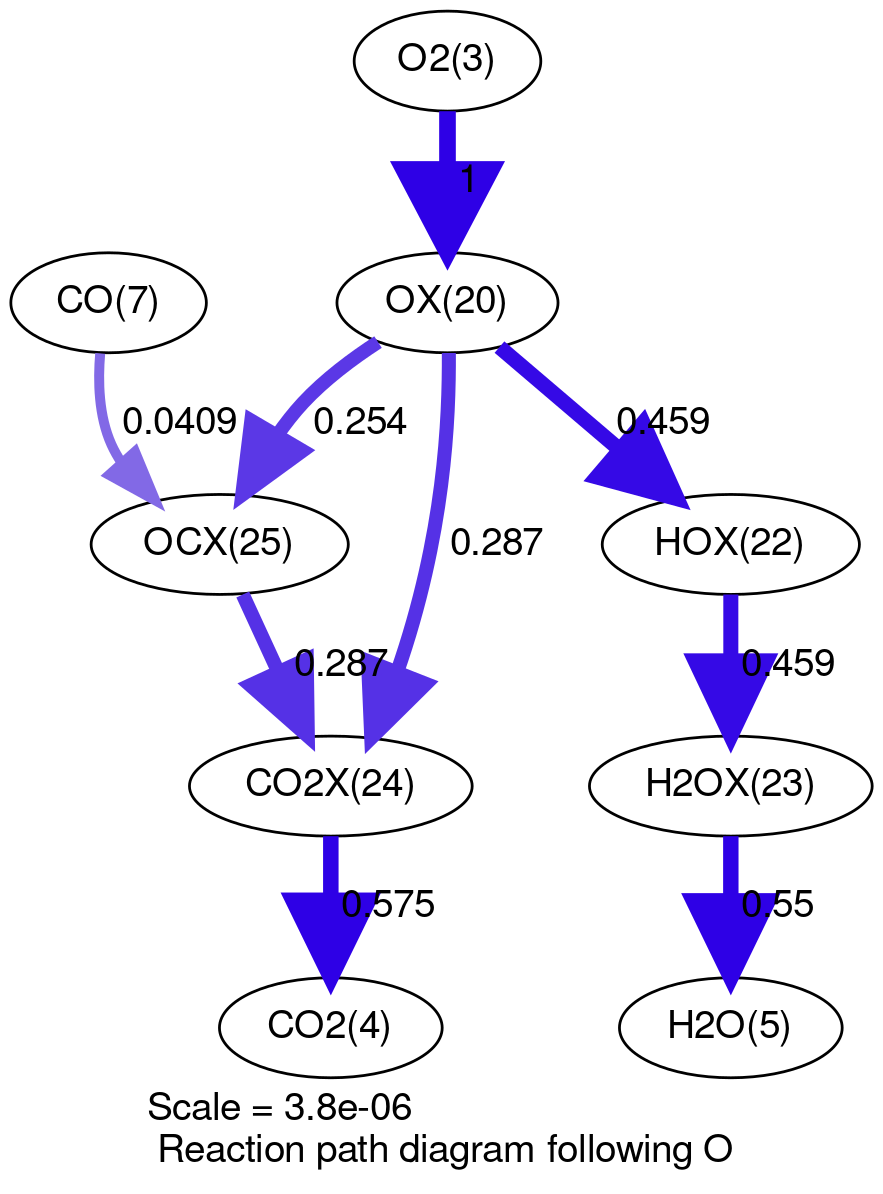 O2(3)
1
CO(7)
OX(20)
0.0409
0.254
0.459
OCX(25)
0.287
HOX(22)
0.287
0.459
CO2X(24)
H2OX(23)
0.575
0.55
CO2(4)
H2O(5)
Scale = 3.8e-06
Reaction path diagram following O